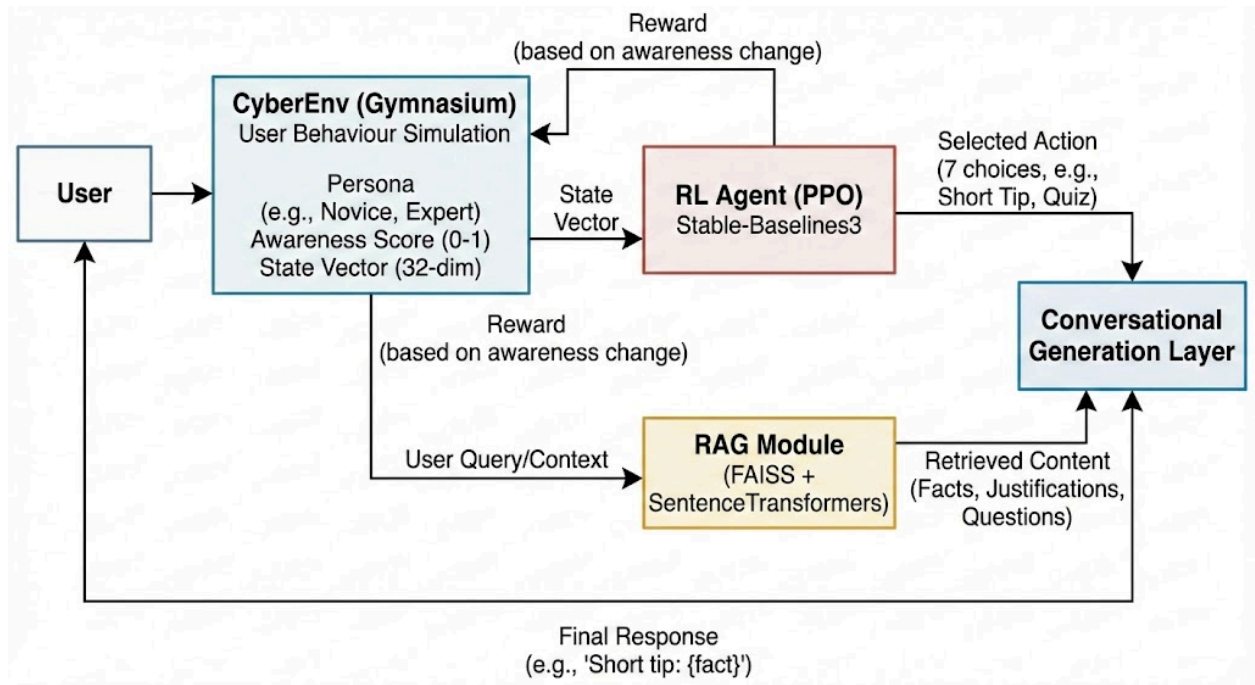 Reward
(based on awareness change)
CyberEnv (Gymnasium)
User Behaviour Simulation
Persona
(e.g., Novice, Expert)
Awareness Score (0-1)
State Vector (32-dim)
User
State
Vector
RL Agent (PPO)
Stable-Baselines3
Selected Action
(7 choices, e.g.,
Short Tip, Quiz)
Conversational
Generation Layer
Reward
(based on awareness change)
User Query/Context
RAG Module
(FAISS +
SentenceTransformers)
Retrieved Content
(Facts, Justifications,
Questions)
Final Response
(e.g., 'Short tip: {fact}')